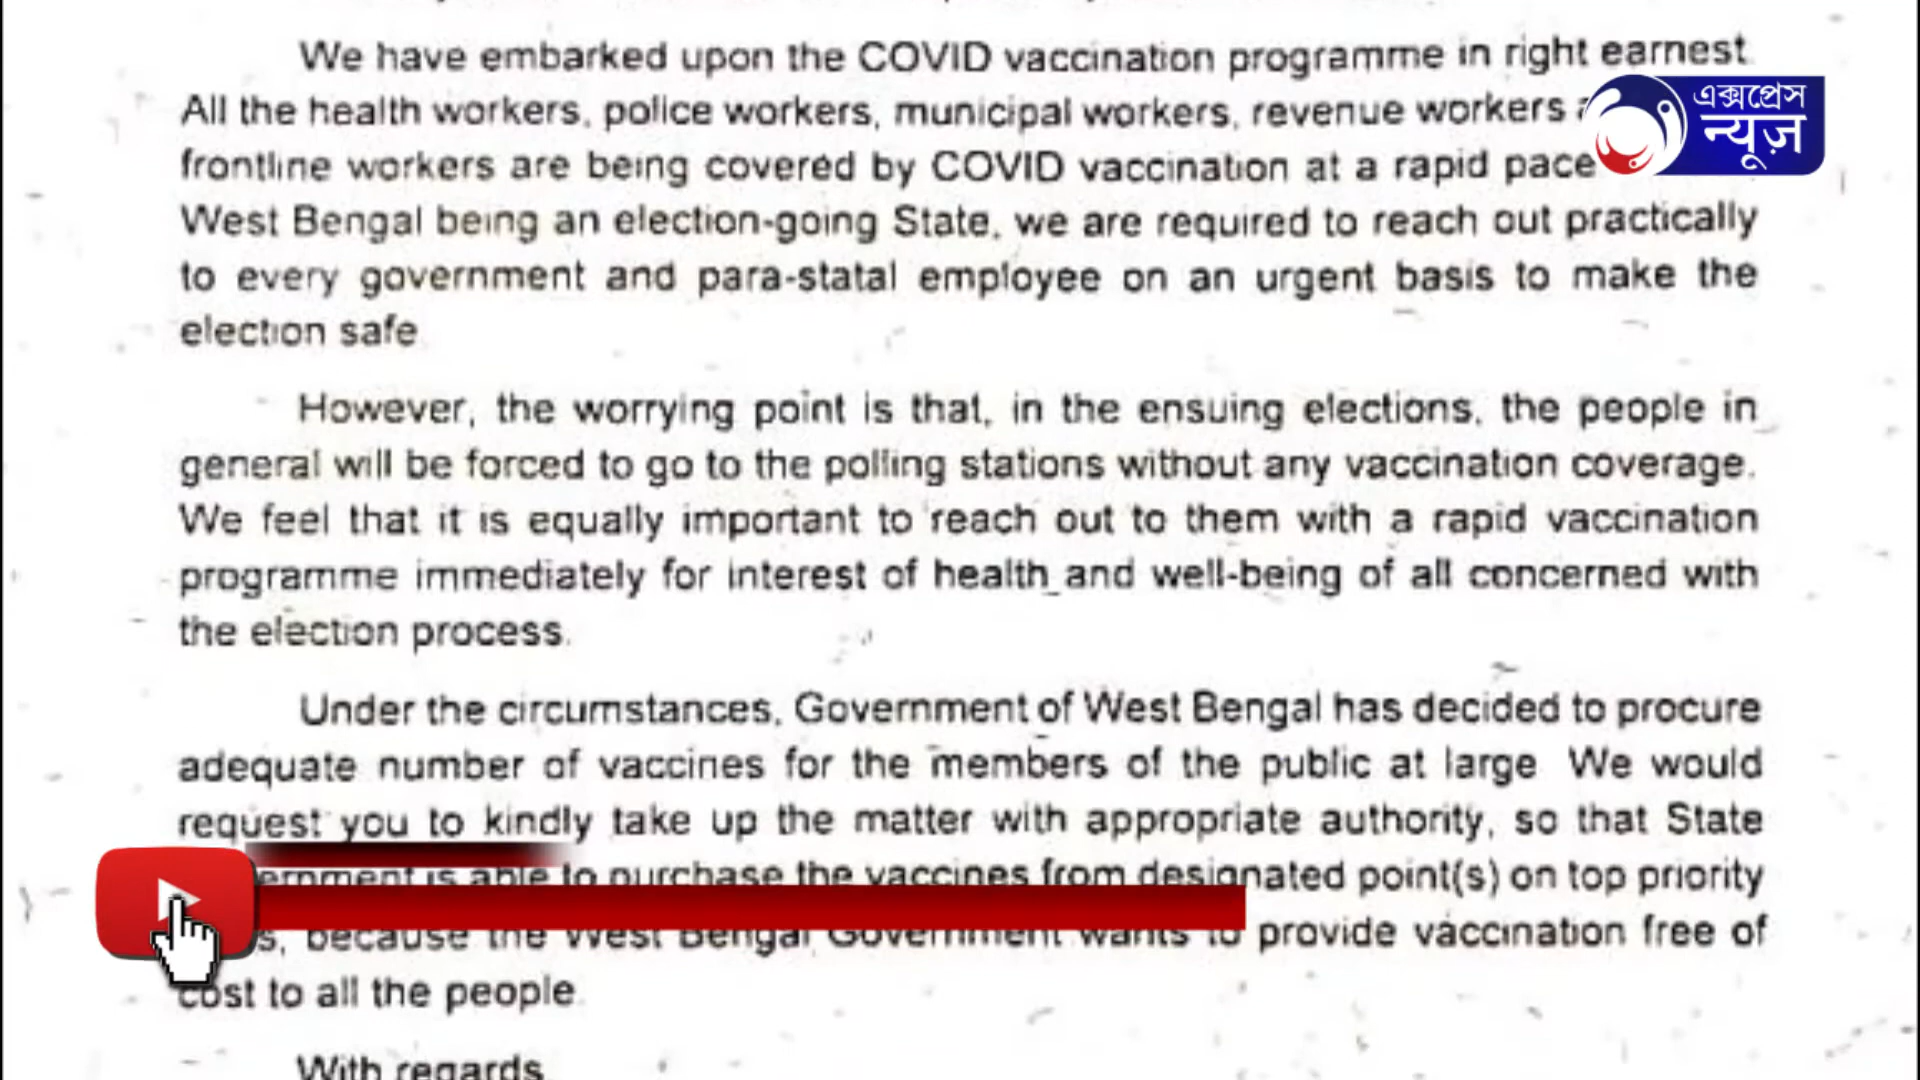 We have embarked upon the COVID vaccination programme in right earnest.
All the health workers, police workers, municipal workers, revenue workers
frontline workers are being covered by COVID vaccination at a rapid pace
West Bengal being an election-going State, we are required to reach out practically
to every government and para-statal employee on an urgent basis to make the
election safe
However, the worrying point is that, in the ensuing elections, the people in
general will be forced to go to the polling stations without any vaccination coverage.
We feel that it is equally important to reach out to them with a rapid vaccination
programme immediately for interest of health and well-being of all concerned with
the election process.
Under the circumstances, Government of West Bengal has decided to procure
adequate number of vaccines for the members of the public at large We would
request you to kindly take up the matter with appropriate authority, so that State
is able to purchase the vaccines from designated point(s) on top priority
because the West Bengal Government wants to provide vaccination free of
cost to all the people
With regards,
এক্সপ্রেস
न्यूज़